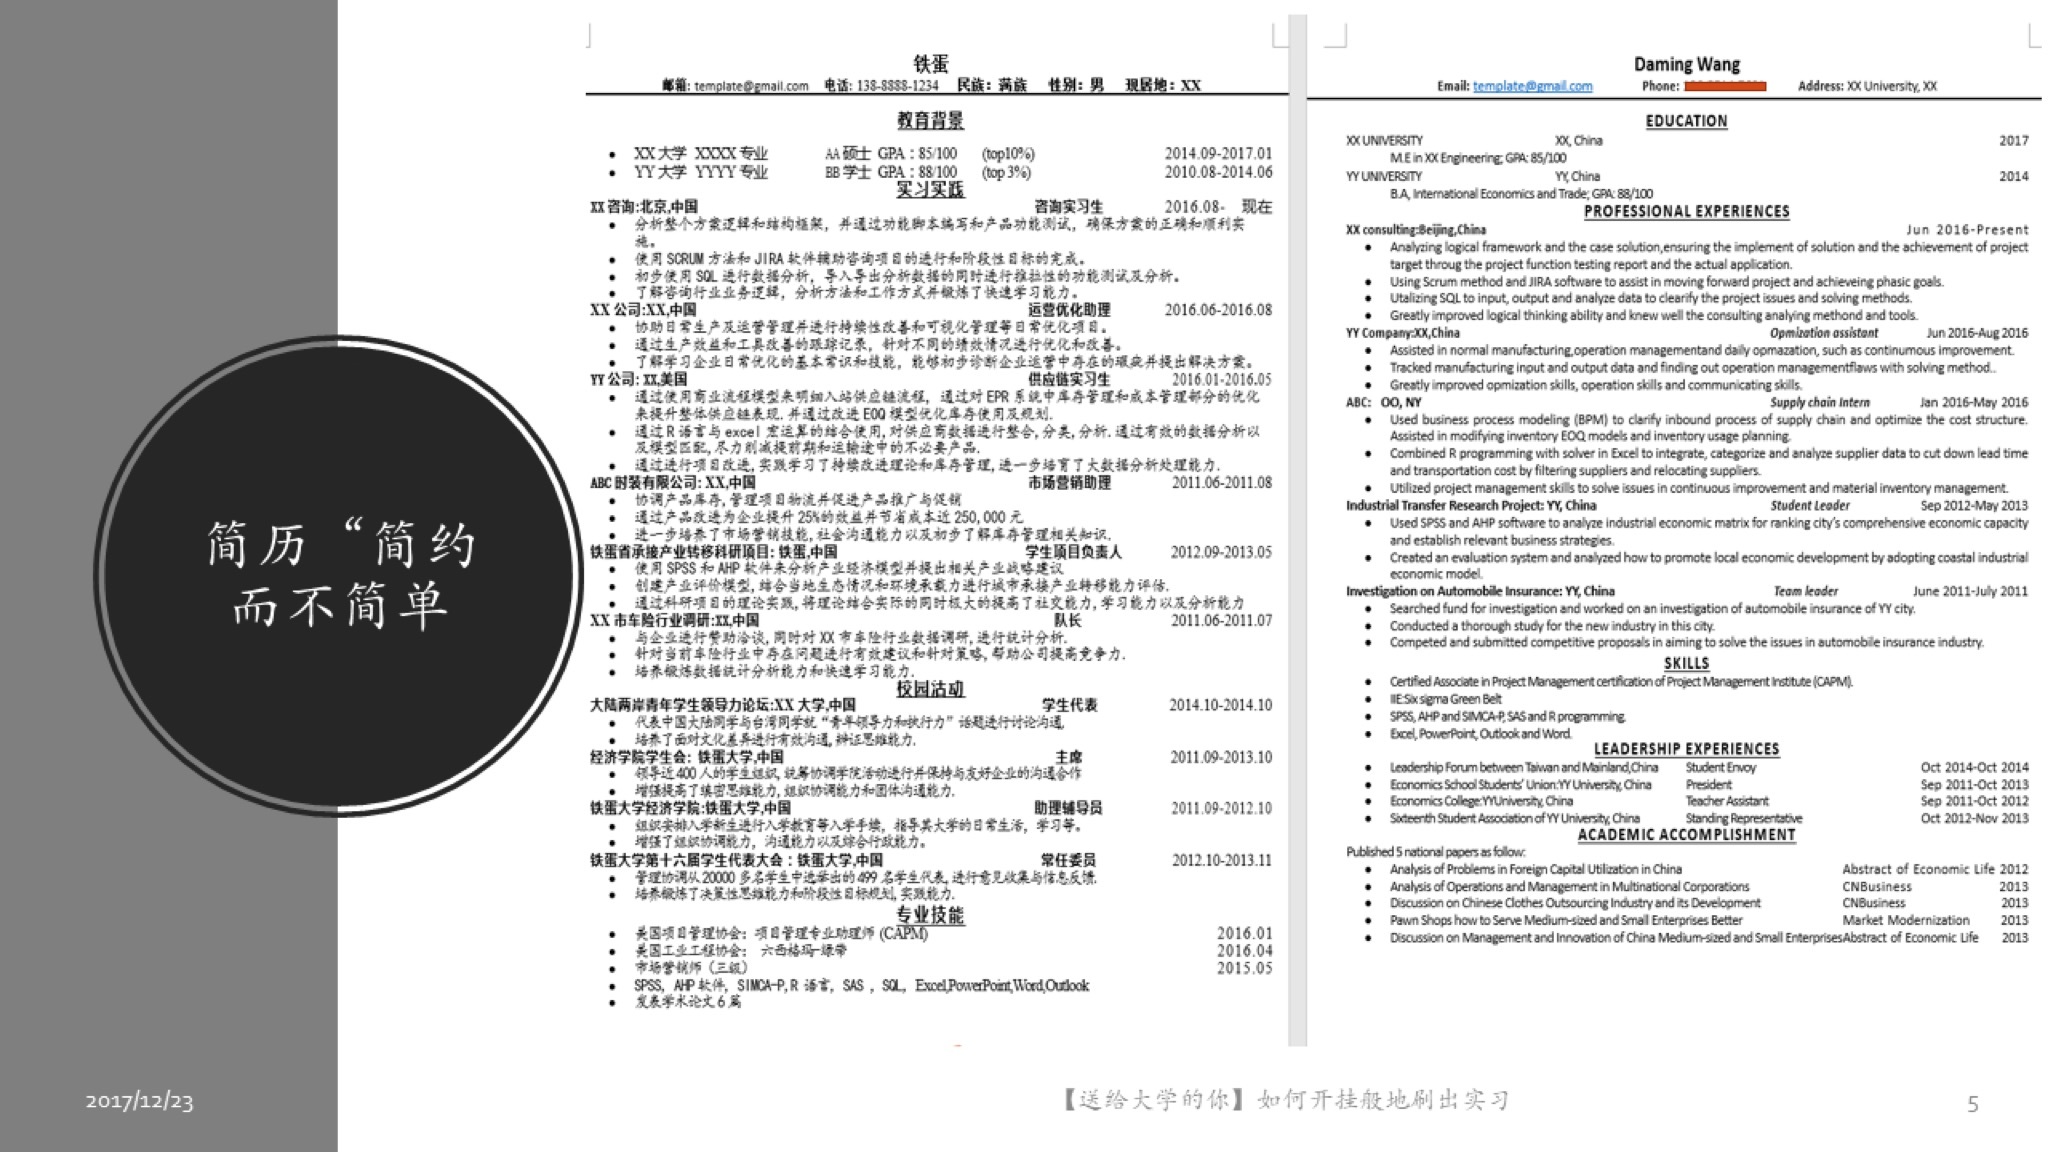 简历“简约
而不简单
铁蛋
邮箱: template@gmail.com 电话: 138-8888-1234 民族：满族 性别：男 现居地：XX
教育背景
• XX 大学 XXXX 专业 AA 硕士 GPA：85/100 (top10%) 2014.09-2017.01
• YY 大学 YYYY 专业 BB 学士 GPA：88/100 (top 3%) 2010.08-2014.06
实习实践
XX 咨询:北京,中国 咨询实习生 2016.08- 现在
• 分析整个方案逻辑和结构框架，并通过功能脚本编写和产品功能测试，确保方案的正确和顺利实
施。
• 使用 SCRUM 方法和 JIRA 软件辅助咨询项目的进行和阶段性目标的完成。
• 初步使用 SQL 进行数据分析，导入导出分析数据的同时进行推拉性的功能测试及分析。
• 了解咨询行业业务逻辑，分析方法和工作方式并锻炼了快速学习能力。
XX 公司:XX,中国 运营优化助理 2016.06-2016.08
• 协助日常生产及运营管理并进行持续性改善和可视化管理等日常优化项目。
• 通过生产效益和工具改善的跟踪记录，针对不同的绩效情况进行优化和改善。
• 了解学习企业日常优化的基本常识和技能，能够初步诊断企业运营中存在的瑕疵并提出解决方案。
YY 公司: XX,美国 供应链实习生 2016.01-2016.05
• 通过使用商业流程模型来明细入站供应链流程，通过对 EPR 系统中库存管理和成本管理部分的优化
来提升整体供应链表现.并通过改进 EOQ 模型优化库存使用及规划.
• 通过 R 语言与 excel 宏运算的结合使用,对供应商数据进行整合,分类,分析.通过有效的数据分析以
及模型匹配,尽力削减提前期和运输途中的不必要产品.
• 通过进行项目改进,实践学习了持续改进理论和库存管理,进一步培育了大数据分析处理能力.
ABC 时装有限公司: XX,中国 市场营销助理 2011.06-2011.08
• 协调产品库存,管理项目物流并促进产品推广与促销
• 通过产品改进为企业提升 25%的效益并节省成本近 250,000 元
• 进一步培养了市场营销技能,社会沟通能力以及初步了解库存管理相关知识.
铁蛋省承接产业转移科研项目: 铁蛋,中国 学生项目负责人 2012.09-2013.05
• 使用 SPSS 和 AHP 软件来分析产业经济模型并提出相关产业战略建议
• 创建产业评价模型,结合当地生态情况和环境承载力进行城市承接产业转移能力评估.
• 通过科研项目的理论实践,将理论结合实际的同时极大的提高了社交能力,学习能力以及分析能力
XX 市车险行业调研:XX,中国 队长 2011.06-2011.07
• 与企业进行赞助洽谈,同时对 XX 市车险行业数据调研,进行统计分析.
• 针对当前车险行业中存在问题进行有效建议和针对策略,帮助公司提高竞争力.
• 培养锻炼数据统计分析能力和快速学习能力.
校园活动
大陆两岸青年学生领导力论坛:XX 大学,中国 学生代表 2014.10-2014.10
• 代表中国大陆同学与台湾同学就“青年领导力和执行力”话题进行讨论沟通,
• 培养了面对文化差异进行有效沟通,辩证思维能力.
经济学院学生会: 铁蛋大学,中国 主席 2011.09-2013.10
• 领导近 400 人的学生组织,统筹协调学院活动进行并保持与友好企业的沟通合作
• 增强提高了缜密思维能力,组织协调能力和团体沟通能力.
铁蛋大学经济学院:铁蛋大学,中国 助理辅导员 2011.09-2012.10
• 组织安排入学新生进行入学教育等入学手续，指导其大学的日常生活，学习等。
• 增强了组织协调能力，沟通能力以及综合行政能力。
铁蛋大学第十六届学生代表大会：铁蛋大学,中国 常任委员 2012.10-2013.11
• 管理协调从 20000 多名学生中选举出的 499 名学生代表,进行意见收集与信息反馈.
• 培养锻炼了决策性思维能力和阶段性目标规划,实践能力.
专业技能
• 美国项目管理协会：项目管理专业助理师 (CAPM) 2016.01
• 美国工业工程协会： 六西格玛-绿带 2016.04
• 市场营销师（三级） 2015.05
• SPSS, AHP 软件, SIMCA-P, R 语言, SAS , SQL, Excel,PowerPoint,Word,Outlook
• 发表学术论文 6 篇
Daming Wang
Email: template@gmail.com Phone: Address: XX University, XX
EDUCATION
XX UNIVERSITY XX, China 2017
M.E in XX Engineering; GPA: 85/100
YY UNIVERSITY YY, China 2014
B.A, International Economics and Trade; GPA: 88/100
PROFESSIONAL EXPERIENCES
XX consulting:Beijing,China Jun 2016-Present
• Analyzing logical framework and the case solution,ensuring the implement of solution and the achievement of project
target throug the project function testing report and the actual application.
• Using Scrum method and JIRA software to assist in moving forward project and achieveing phasic goals.
• Utalizing SQL to input, output and analyze data to clearify the project issues and solving methods.
• Greatly improved logical thinking ability and knew well the consulting analying methond and tools.
YY Company:XX,China Opmization assistant Jun 2016-Aug 2016
• Assisted in normal manufacturing,operation managementand daily opmazation, such as continumous improvement.
• Tracked manufacturing input and output data and finding out operation managementflaws with solving method..
• Greatly improved opmization skills, operation skills and communicating skills.
ABC: OO, NY Supply chain Intern Jan 2016-May 2016
• Used business process modeling (BPM) to clarify inbound process of supply chain and optimize the cost structure.
Assisted in modifying inventory EOQ models and inventory usage planning.
• Combined R programming with solver in Excel to integrate, categorize and analyze supplier data to cut down lead time
and transportation cost by filtering suppliers and relocating suppliers.
• Utilized project management skills to solve issues in continuous improvement and material inventory management.
Industrial Transfer Research Project: YY, China Student Leader Sep 2012-May 2013
• Used SPSS and AHP software to analyze industrial economic matrix for ranking city’s comprehensive economic capacity
and establish relevant business strategies.
• Created an evaluation system and analyzed how to promote local economic development by adopting coastal industrial
economic model.
Investigation on Automobile Insurance: YY, China Team leader June 2011-July 2011
• Searched fund for investigation and worked on an investigation of automobile insurance of YY city.
• Conducted a thorough study for the new industry in this city.
• Competed and submitted competitive proposals in aiming to solve the issues in automobile insurance industry.
SKILLS
• Certified Associate in Project Management certification of Project Management Institute (CAPM).
• IIE:Six sigma Green Belt
• SPSS, AHP and SIMCA-P, SAS and R programming.
• Excel, PowerPoint, Outlook and Word.
LEADERSHIP EXPERIENCES
• Leadership Forum between Taiwan and Mainland,China Student Envoy Oct 2014-Oct 2014
• Economics School Students’ Union:YY University, China President Sep 2011-Oct 2013
• Economics College:YYUniversity, China Teacher Assistant Sep 2011-Oct 2012
• Sixteenth Student Association of YY University, China Standing Representative Oct 2012-Nov 2013
ACADEMIC ACCOMPLISHMENT
Published 5 national papers as follow:
• Analysis of Problems in Foreign Capital Utilization in China Abstract of Economic Life 2012
• Analysis of Operations and Management in Multinational Corporations CNBusiness 2013
• Discussion on Chinese Clothes Outsourcing Industry and its Development CNBusiness 2013
• Pawn Shops how to Serve Medium-sized and Small Enterprises Better Market Modernization 2013
• Discussion on Management and Innovation of China Medium-sized and Small EnterprisesAbstract of Economic Life 2013
2017/12/23
【送给大学的你】如何开挂般地刷出实习
5